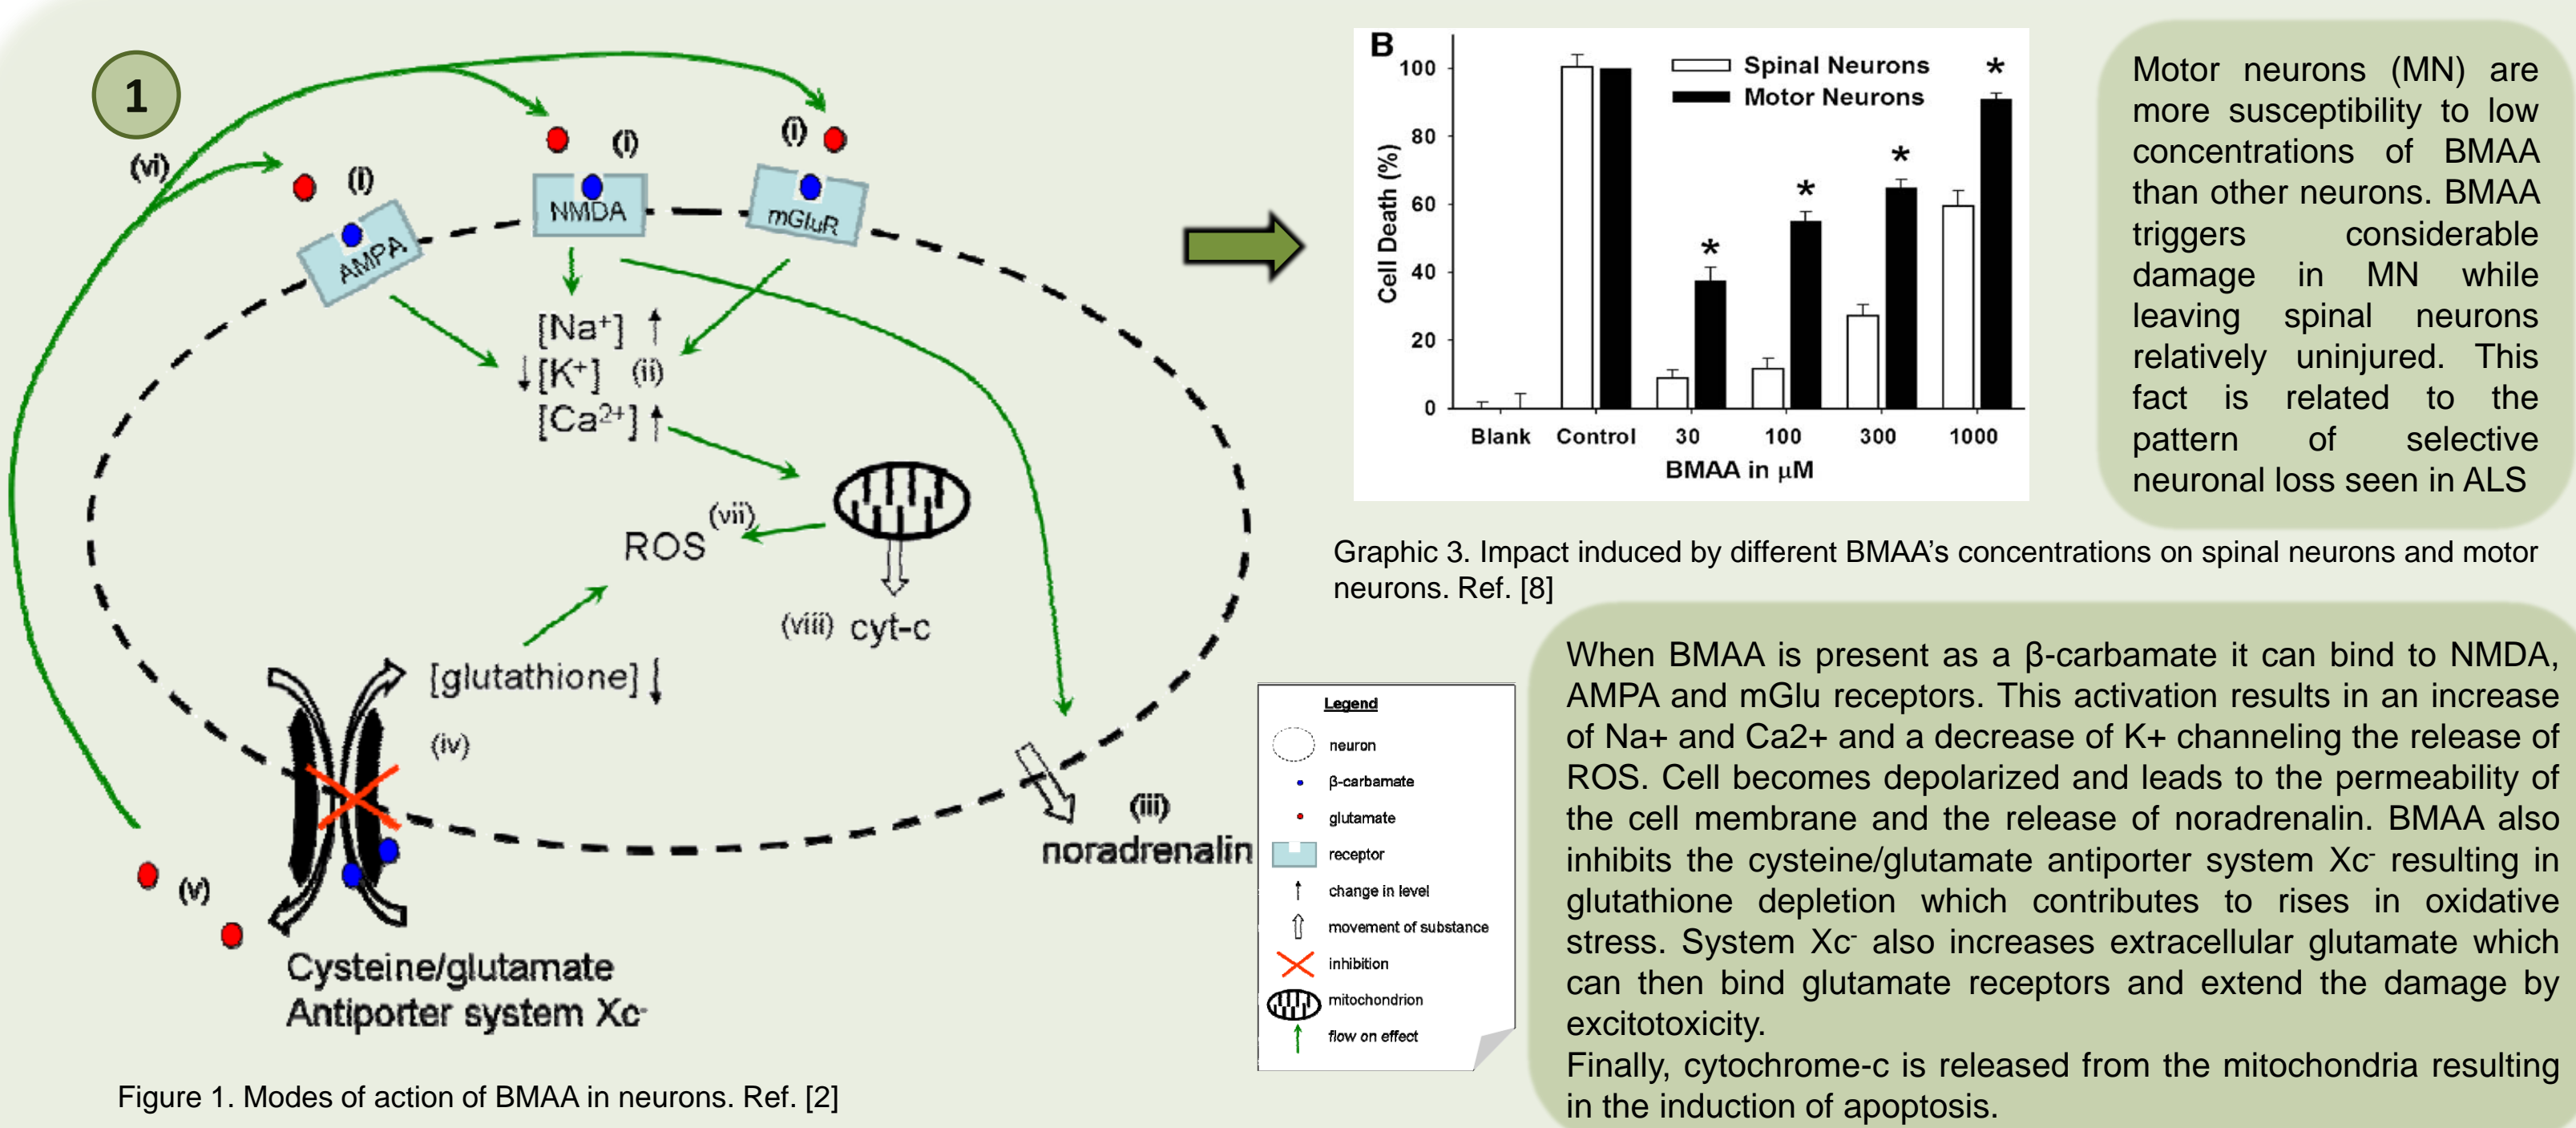 1
(vi)
(i)
(i)
(i)
AMPA
NMDA
mGluR
[Na⁺] ↑
↓[K⁺] (ii)
[Ca²⁺]↑
ROS
(vii)
(viii) cyt-c
[glutathione]↓
(iv)
(iii)
noradrenalin
(v)
Cysteine/glutamate
Antiporter system Xc⁻
Figure 1. Modes of action of BMAA in neurons. Ref. [2]
Legend
neuron
β-carbamate
glutamate
receptor
change in level
movement of substance
inhibition
mitochondrion
flow on effect
B
Spinal Neurons
Motor Neurons
Cell Death (%)
100
80
60
40
20
0
* * * *
Blank Control 30 100 300 1000
BMAA in μM
Graphic 3. Impact induced by different BMAA’s concentrations on spinal neurons and motor
neurons. Ref. [8]
Motor neurons (MN) are
more susceptibility to low
concentrations of BMAA
than other neurons. BMAA
triggers considerable
damage in MN while
leaving spinal neurons
relatively uninjured. This
fact is related to the
pattern of selective
neuronal loss seen in ALS
When BMAA is present as a β-carbamate it can bind to NMDA,
AMPA and mGlu receptors. This activation results in an increase
of Na+ and Ca2+ and a decrease of K+ channeling the release of
ROS. Cell becomes depolarized and leads to the permeability of
the cell membrane and the release of noradrenalin. BMAA also
inhibits the cysteine/glutamate antiporter system Xc⁻ resulting in
glutathione depletion which contributes to rises in oxidative
stress. System Xc⁻ also increases extracellular glutamate which
can then bind glutamate receptors and extend the damage by
excitotoxicity.
Finally, cytochrome-c is released from the mitochondria resulting
in the induction of apoptosis.